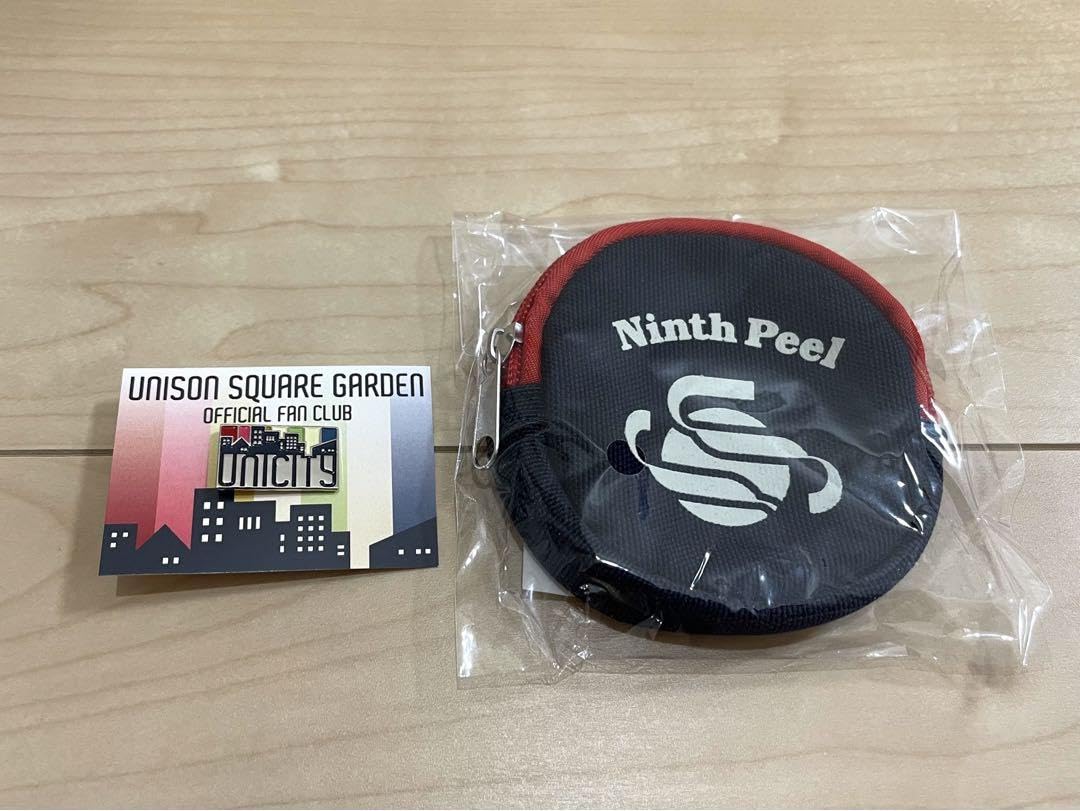 UNISON SQUARE GARDEN
OFFICIAL FAN CLUB
UNICITY
Ninth Peel